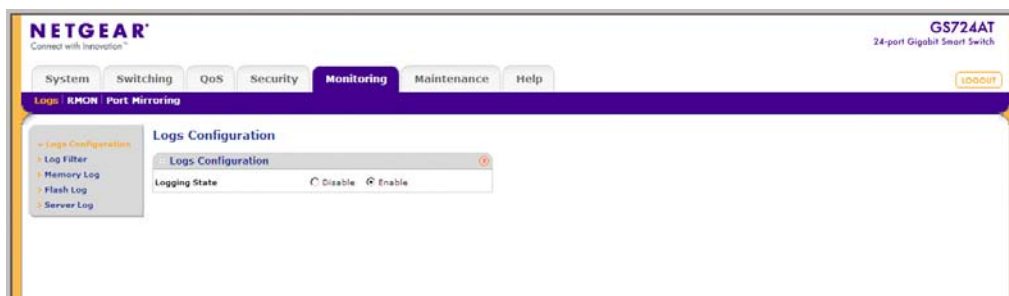 NETGEAR®
Connect with Innovation™
GS724AT
24-port Gigabit Smart Switch
System Switching QoS Security Monitoring Maintenance Help
LOGOUT
Logs RMON Port Mirroring
Logs Configuration
Log Filter
Memory Log
Flash Log
Server Log
Logs Configuration
Logs Configuration
Logging State Disable Enable